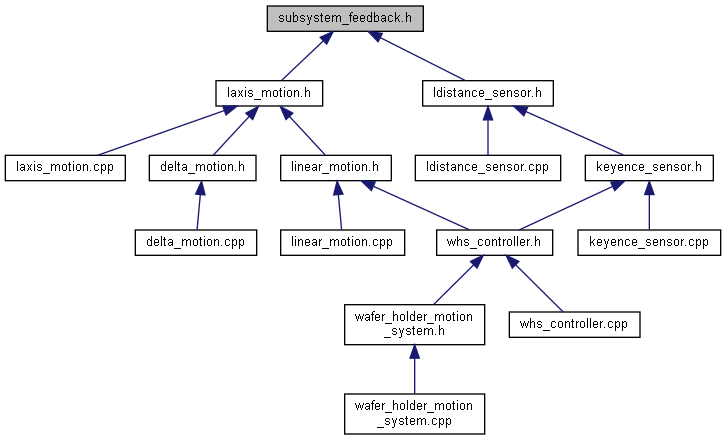 subsystem_feedback.h
laxis_motion.h
ldistance_sensor.h
laxis_motion.cpp
delta_motion.h
linear_motion.h
ldistance_sensor.cpp
keyence_sensor.h
delta_motion.cpp
linear_motion.cpp
whs_controller.h
keyence_sensor.cpp
wafer_holder_motion
_system.h
whs_controller.cpp
wafer_holder_motion
_system.cpp